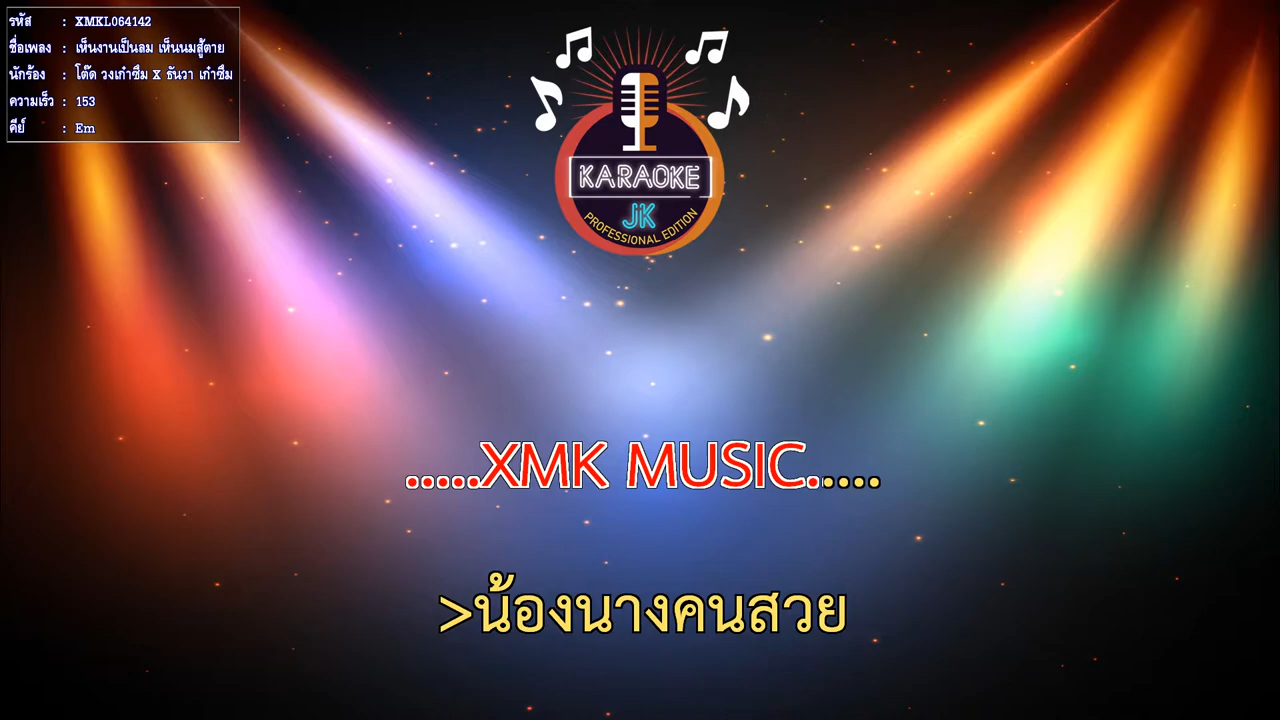 รหัส : XMKL064142
ชื่อเพลง : เห็นงานเป็นลม เห็นนมสู้ตาย
นักร้อง : โต๊ด วงเก๋าซึม X ธันวา เก๋าซึม
ความเร็ว : 153
คีย์ : Em
KARAOKE
JK
PROFESSIONAL EDITION
.....XMK MUSIC.....
>น้องนางคนสวย